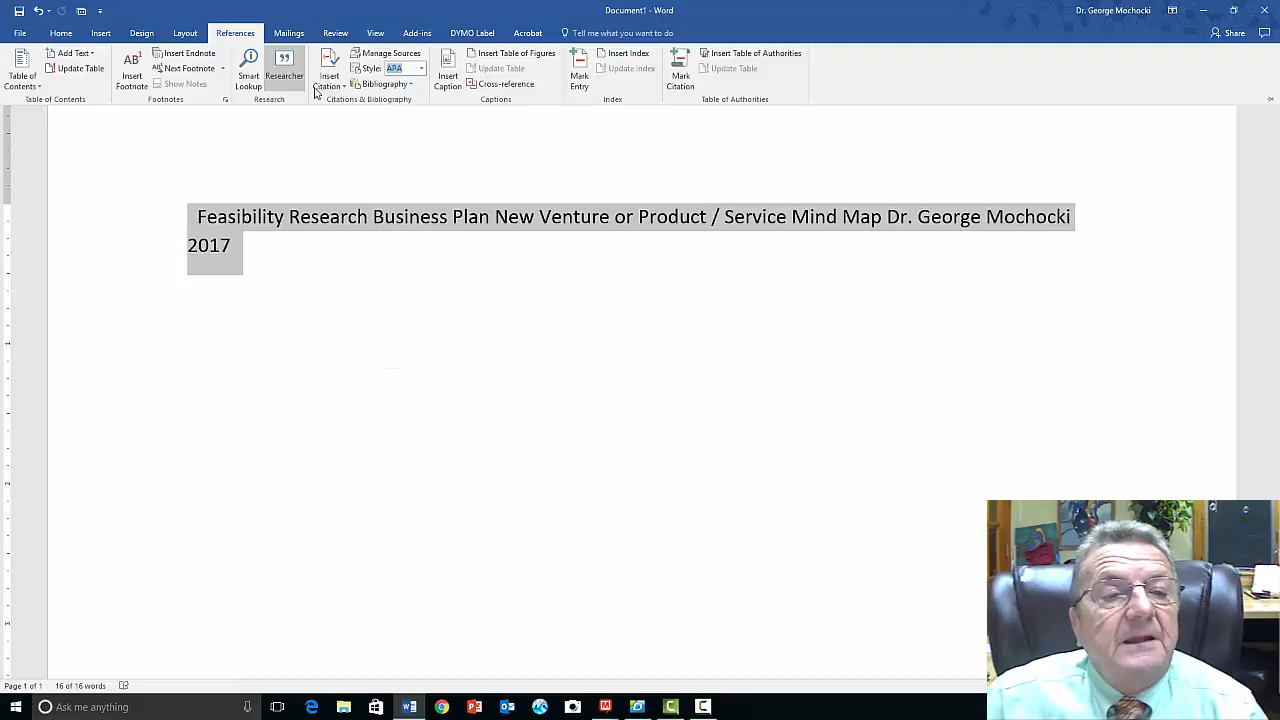 Document1 - Word
Dr. George Mochocki
File Home Insert Design Layout References Mailings Review View Add-ins DYMO Label Acrobat Tell me what you want to do Share
Table of Contents
Add Text
Update Table
Table of Contents
AB1
Insert Footnote
Insert Endnote
Next Footnote
Show Notes
Footnotes
Smart Lookup
Researcher
Research
Insert Citation
Manage Sources
Style: APA
Bibliography
Citations & Bibliography
Insert Caption
Insert Table of Figures
Update Table
Cross-reference
Captions
Mark Entry
Insert Index
Update Index
Index
Mark Citation
Insert Table of Authorities
Update Table
Table of Authorities
Feasibility Research Business Plan New Venture or Product / Service Mind Map Dr. George Mochocki
2017
Page 1 of 1 16 of 16 words
Ask me anything